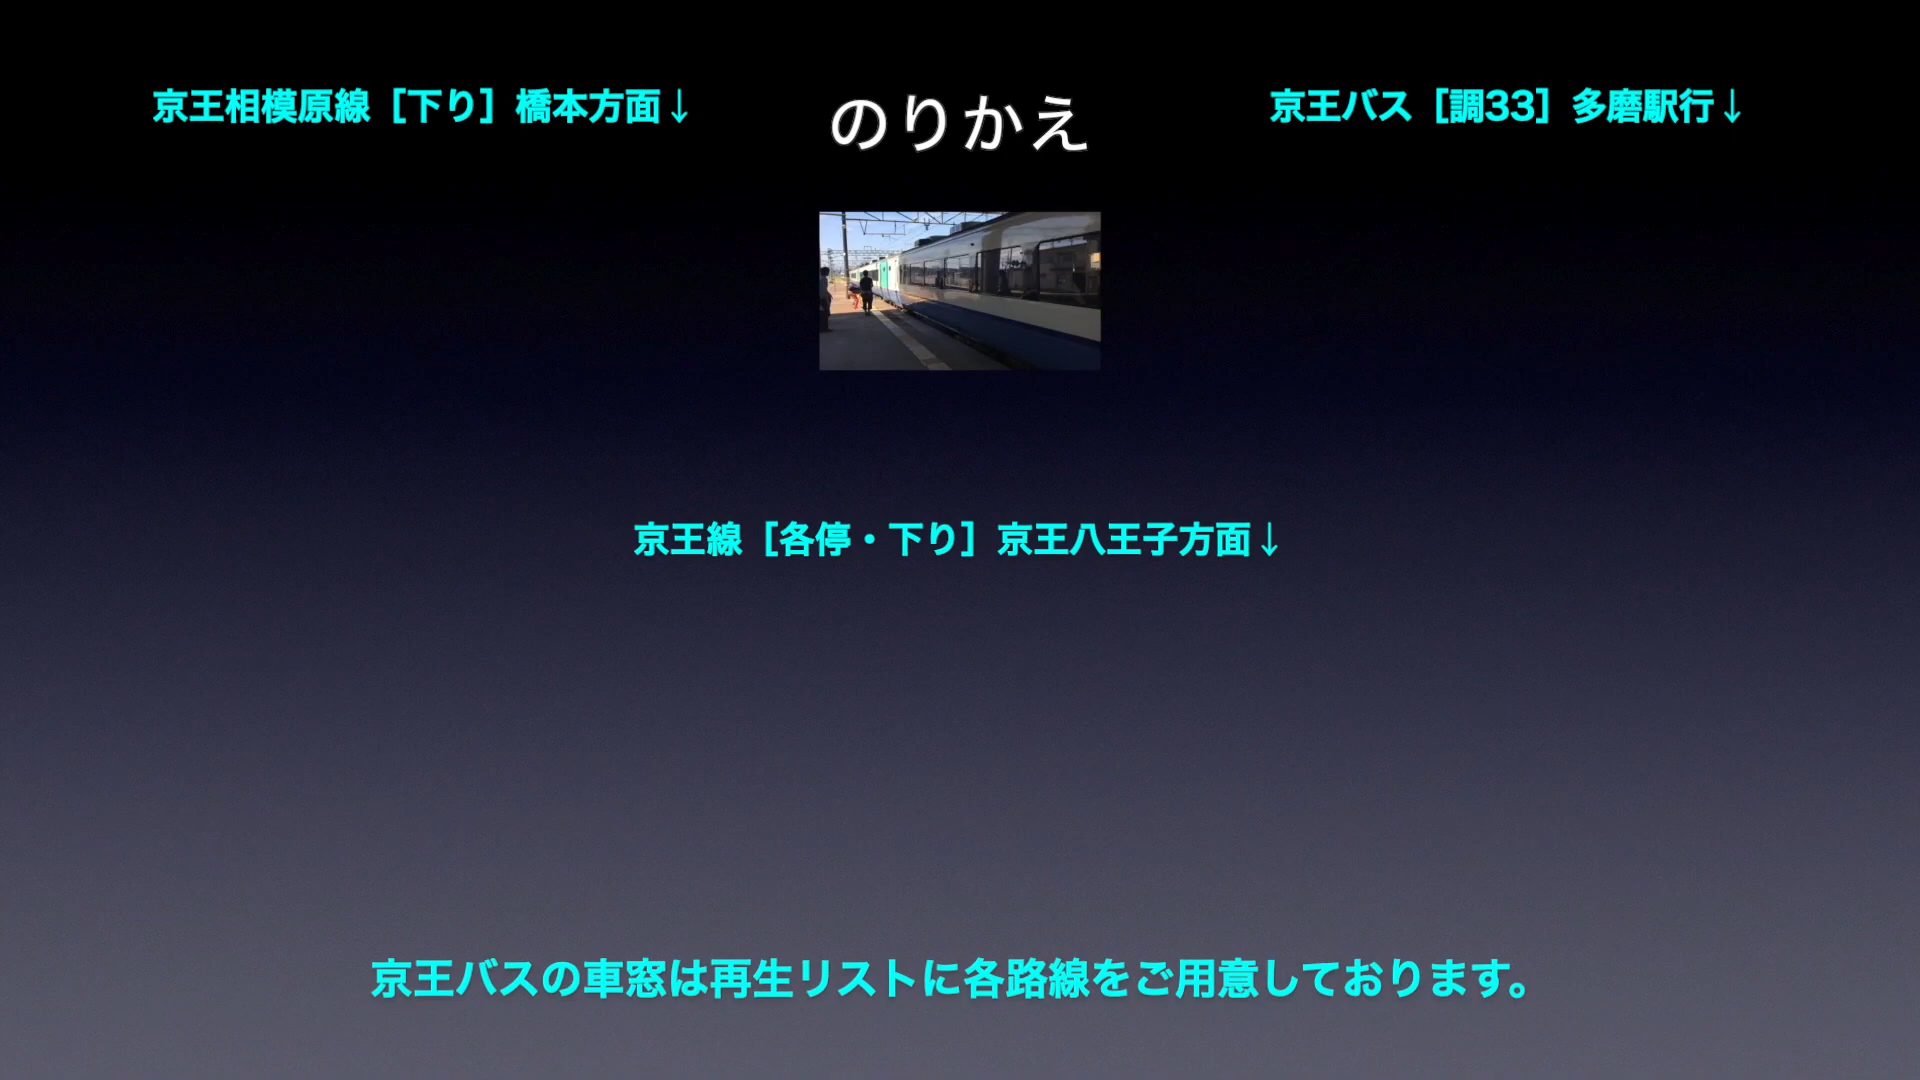 京王相模原線［下り］橋本方面↓
のりかえ
京王バス［調33］多磨駅行↓
京王線［各停・下り］京王八王子方面↓
京王バスの車窓は再生リストに各路線をご用意しております。